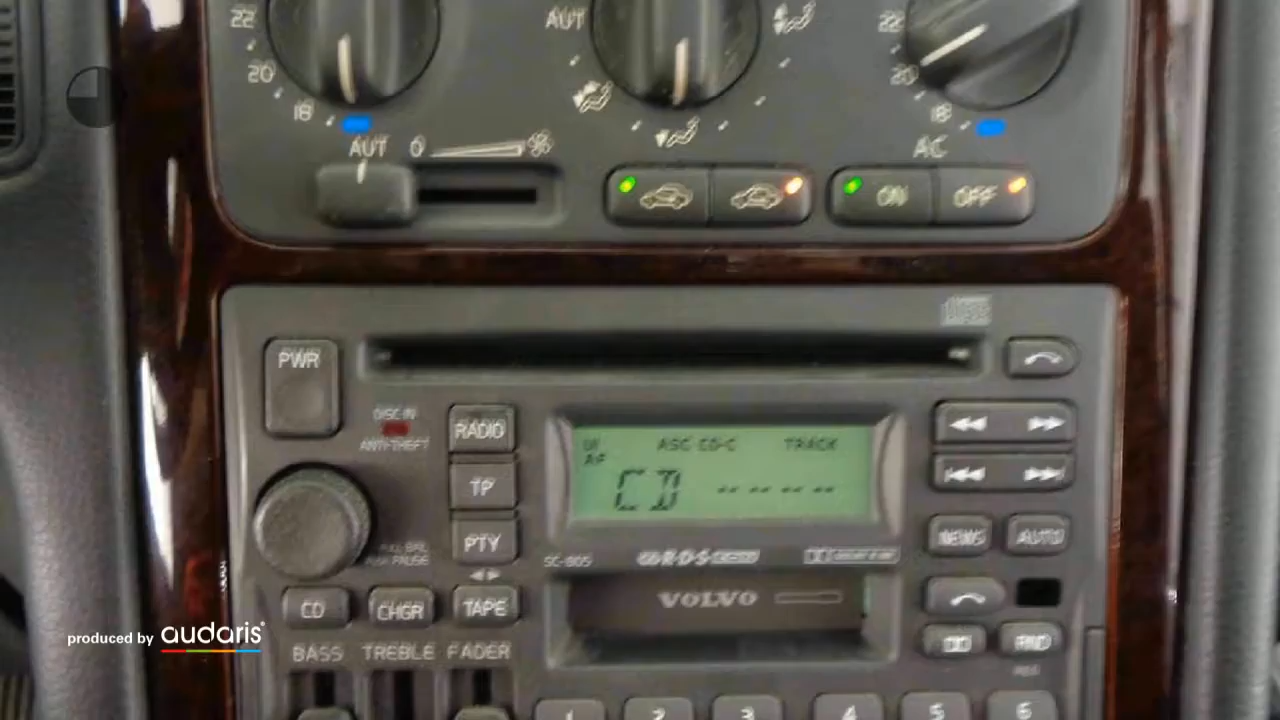 22 AUT 22
20 20
18 18
AUT 0 AC
ON OFF
PWR
DISC IN
ANTI-THEFT
RADIO
AF ASC CD-C TRACK
CD -- -- -- --
TP
PTY
NEWS AUTO
SC-805 R·D·S
VOLVO
CD CHGR TAPE
RND
produced by audaris
BASS TREBLE FADER
1 2 3 4 5 6